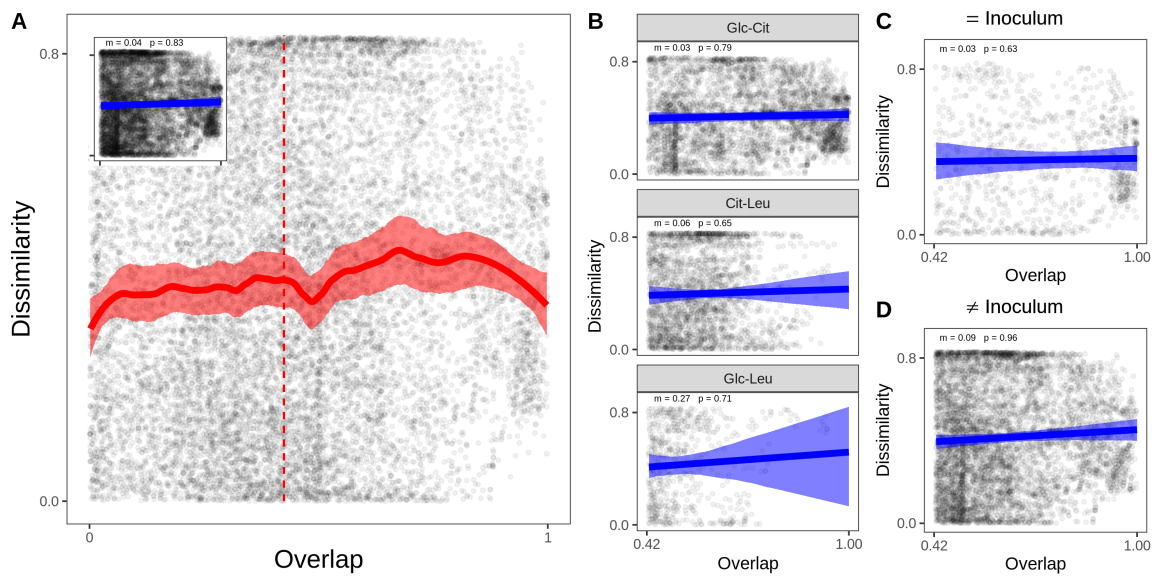 A
m = 0.04 p = 0.83
0.8
0.0
Dissimilarity
0
1
Overlap
B
Glc-Cit
m = 0.03 p = 0.79
0.8
0.0
Cit-Leu
m = 0.06 p = 0.65
0.8
0.0
Dissimilarity
Glc-Leu
m = 0.27 p = 0.71
0.8
0.0
0.42
1.00
Overlap
C
= Inoculum
m = 0.03 p = 0.63
0.8
0.0
Dissimilarity
0.42
1.00
Overlap
D
≠ Inoculum
m = 0.09 p = 0.96
0.8
0.0
Dissimilarity
0.42
1.00
Overlap